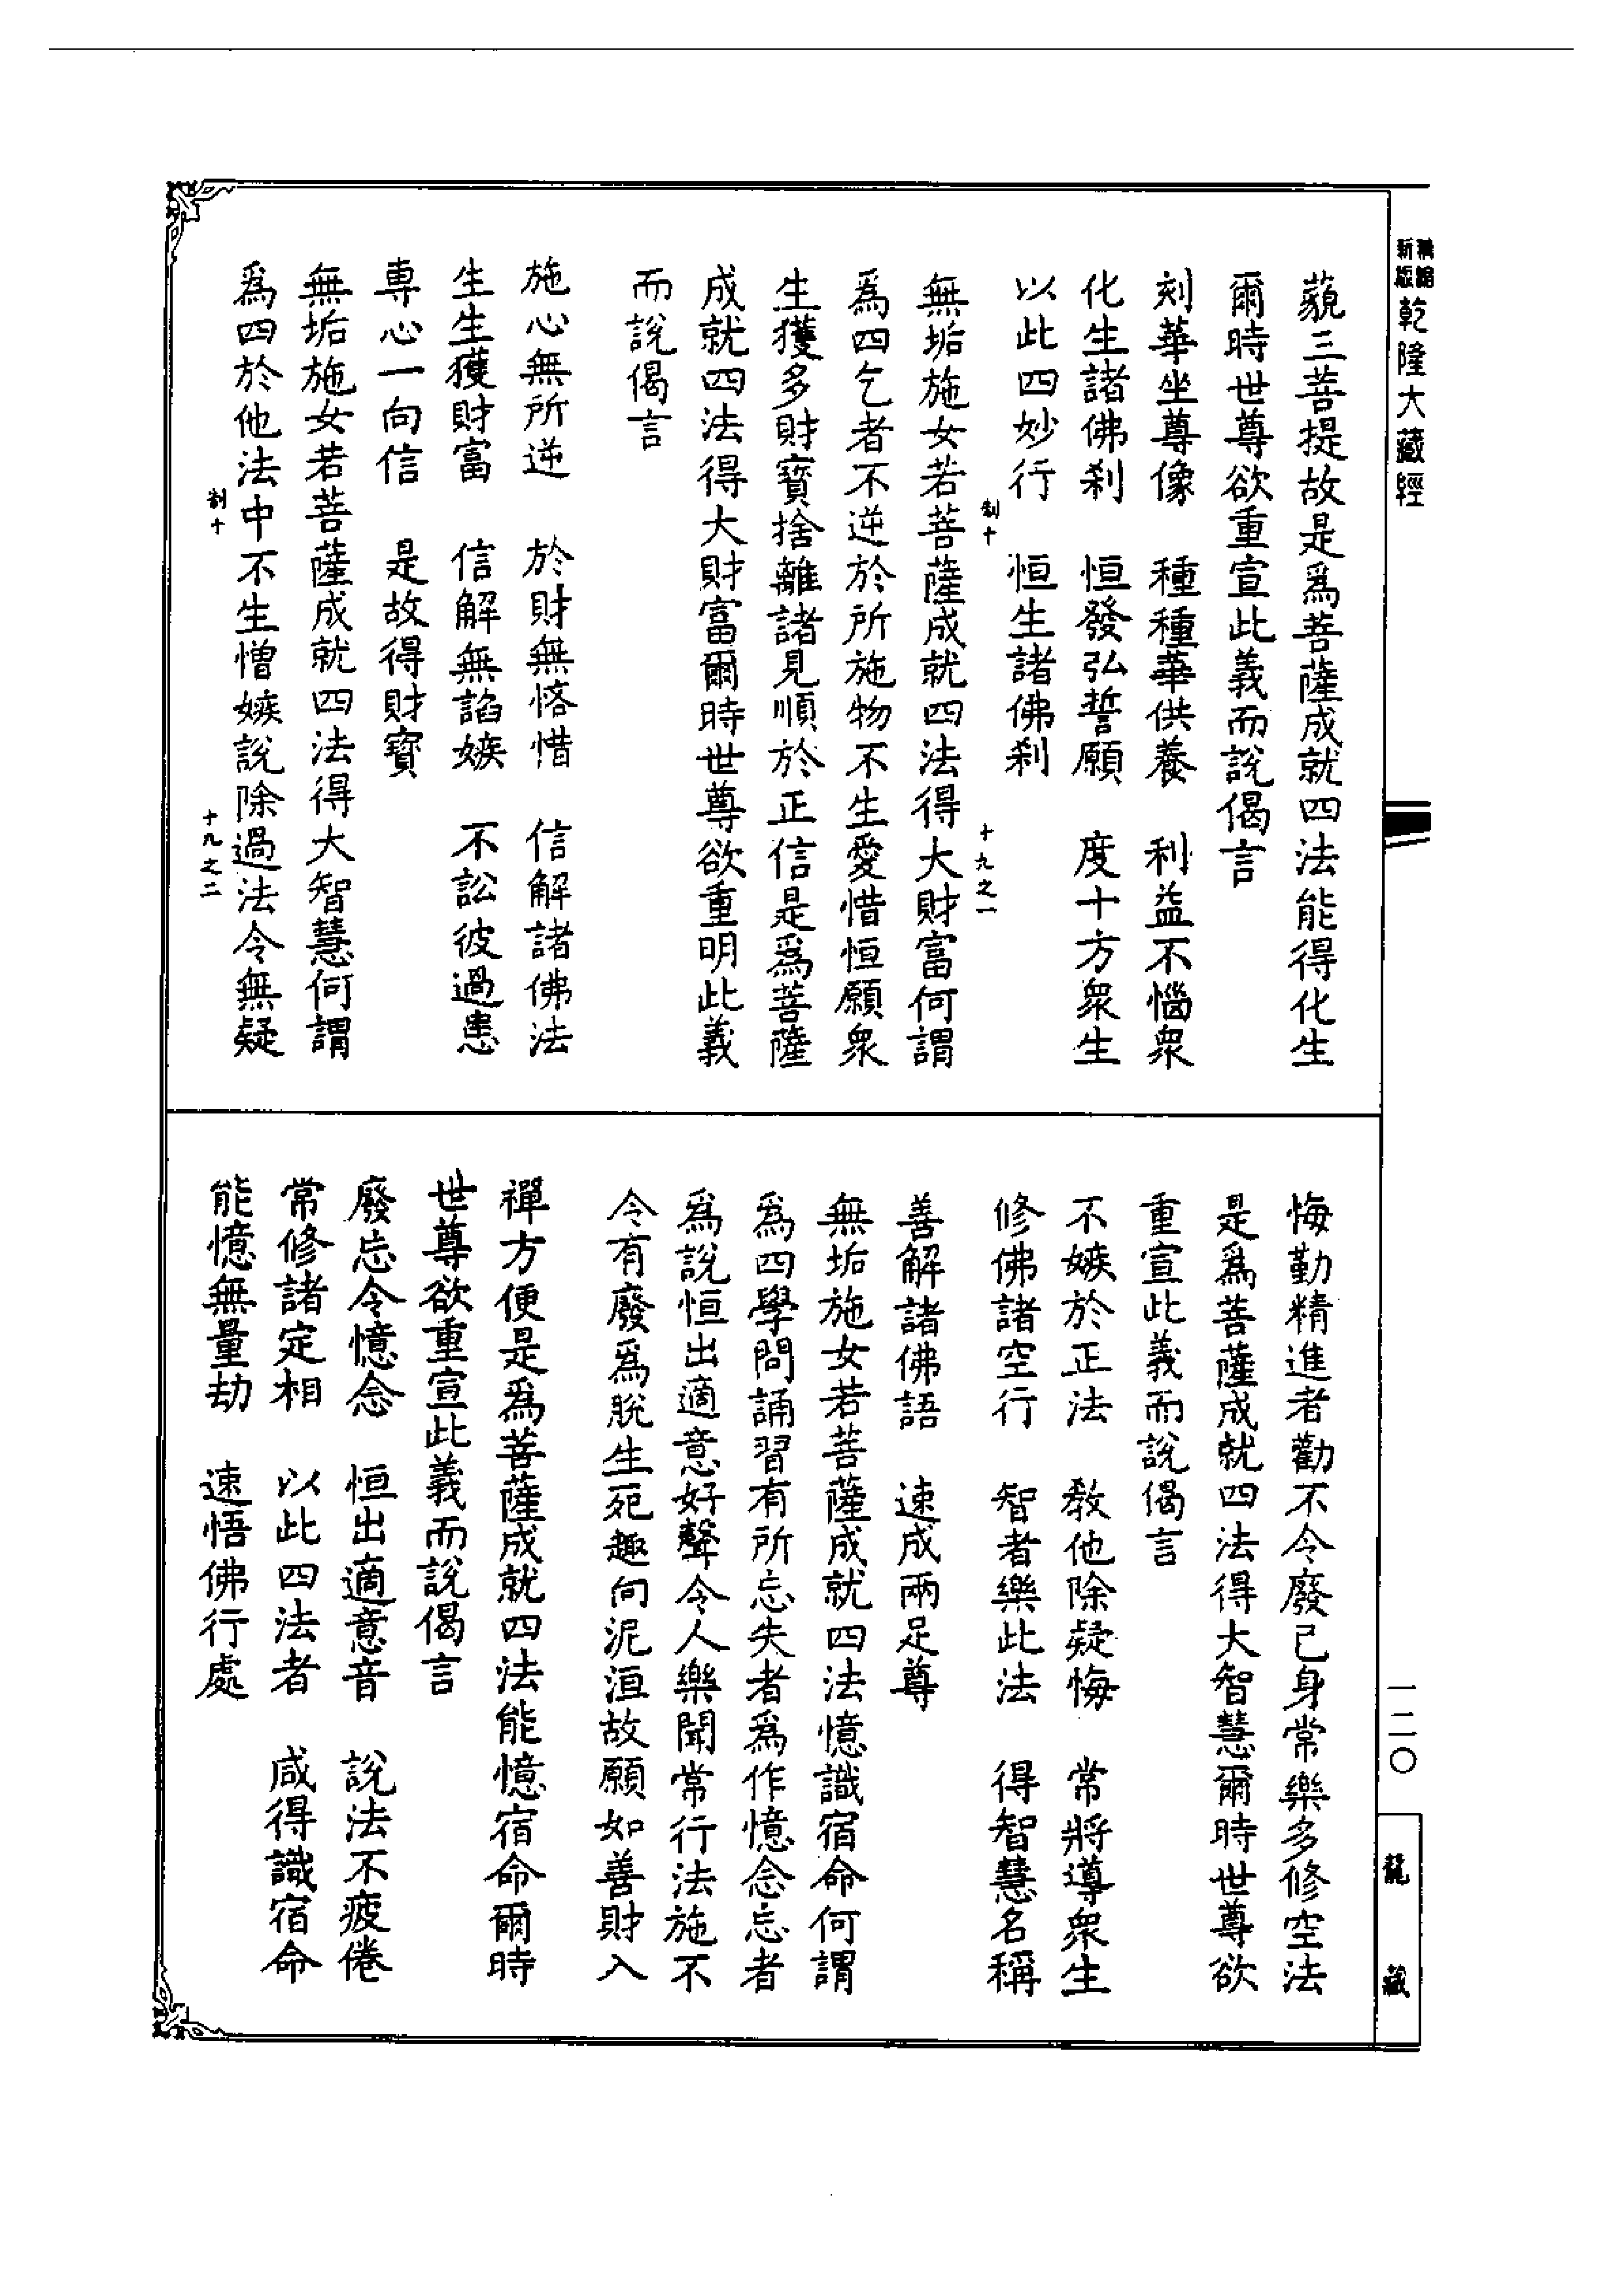 新版
精縮
乾隆大藏經
藐三菩提故是爲菩薩成就四法能得化生
爾時世尊欲重宣此義而說偈言
刻華坐尊像　種種華供養　利益不惱衆
化生諸佛刹　恒發弘誓願　度十方衆生
以此四妙行　恒生諸佛刹
制十　十九之一
無垢施女若菩薩成就四法得大財富何謂
爲四乞者不逆於所施物不生愛惜恒願衆
生獲多財寶捨離諸見順於正信是爲菩薩
成就四法得大財富爾時世尊欲重明此義
而說偈言
施心無所逆　於財無悋惜　信解諸佛法
生生獲財富　信解無諂嫉　不訟彼過恚
専心一向信　是故得財寶
無垢施女若菩薩成就四法得大智慧何謂
爲四於他法中不生憎嫉說除過法令無疑
制十　十九之二
悔勤精進者勸不令廢已身常樂多修空法
是爲菩薩成就四法得大智慧爾時世尊欲
重宣此義而說偈言
不嫉於正法　教他除疑悔　常將導衆生
修佛諸空行　智者樂此法　得智慧名稱
善解諸佛語　速成兩足尊
無垢施女若菩薩成就四法憶識宿命何謂
爲四學問誦習有所忘失者爲作憶念忘者
爲說恒出適意好聲令人樂聞常行法施不
令有廢爲脫生死趣向泥洹故願如善財入
禪方便是爲菩薩成就四法能憶宿命爾時
世尊欲重宣此義而說偈言
廢忘令憶念　恒出適意音　說法不疲倦
常修諸定相　以此四法者　咸得識宿命
能憶無量劫　速悟佛行處
一二〇
龍藏